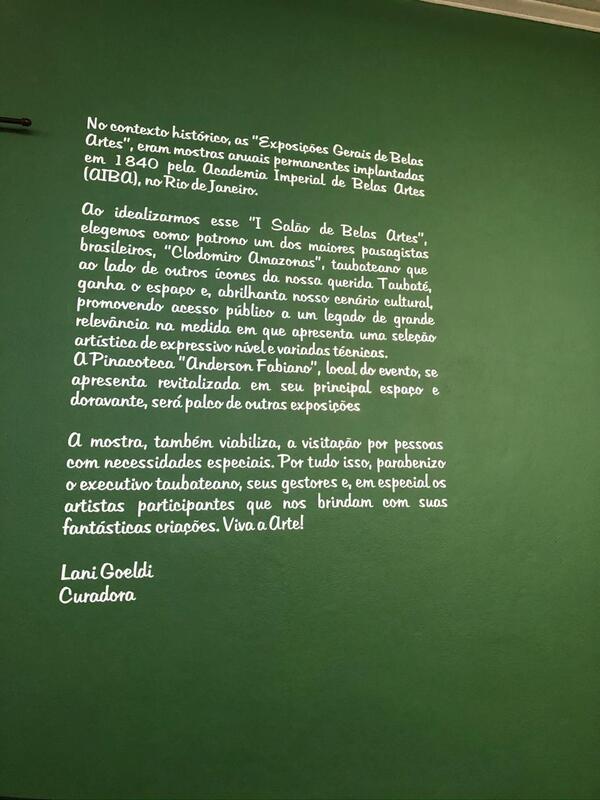 No contexto histórico, as "Exposições Gerais de Belas
Artes", eram mostras anuais permanentes implantadas
em 1840 pela Academia Imperial de Belas Artes
(AIBA), no Rio de Janeiro.
Ao idealizarmos esse "I Salão de Belas Artes",
elegemos como patrono um dos maiores paisagistas
brasileiros, "Clodomiro Amazonas", taubateano que
ao lado de outros ícones da nossa querida Taubaté,
ganha o espaço e, abrilhanta nosso cenário cultural,
promovendo acesso público a um legado de grande
relevância na medida em que apresenta uma seleção
artística de expressivo nível e variadas técnicas.
A Pinacoteca "Anderson Fabiano", local do evento, se
apresenta revitalizada em seu principal espaço e
doravante, será palco de outras exposições
A mostra, também viabiliza, a visitação por pessoas
com necessidades especiais. Por tudo isso, parabenizo
o executivo taubateano, seus gestores e, em especial os
artistas participantes que nos brindam com suas
fantásticas criações. Viva a Arte!
Lani Goeldi
Curadora